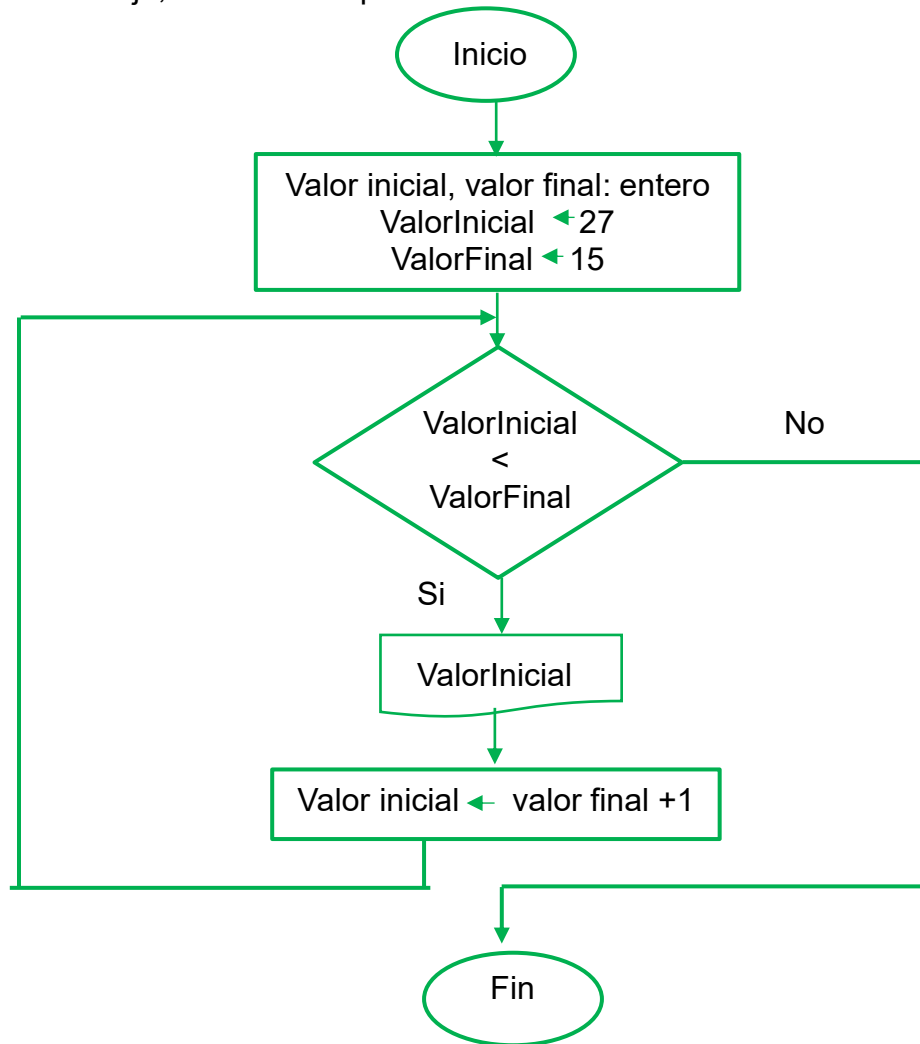 Inicio
Valor inicial, valor final: entero
ValorInicial 27
ValorFinal 15
ValorInicial
<
ValorFinal
No
Si
ValorInicial
Valor inicial valor final +1
Fin